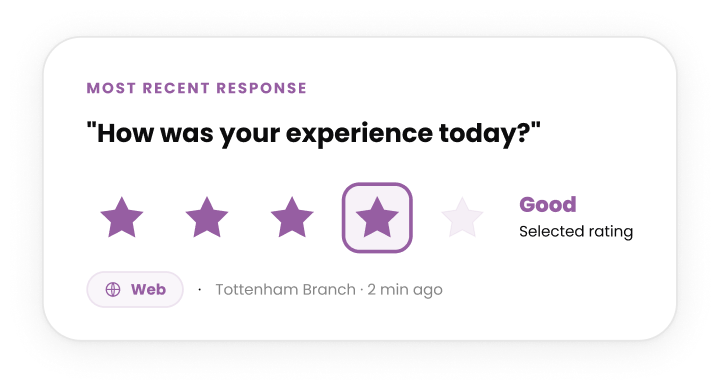 MOST RECENT RESPONSE
"How was your experience today?"
Good
Selected rating
Web · Tottenham Branch · 2 min ago